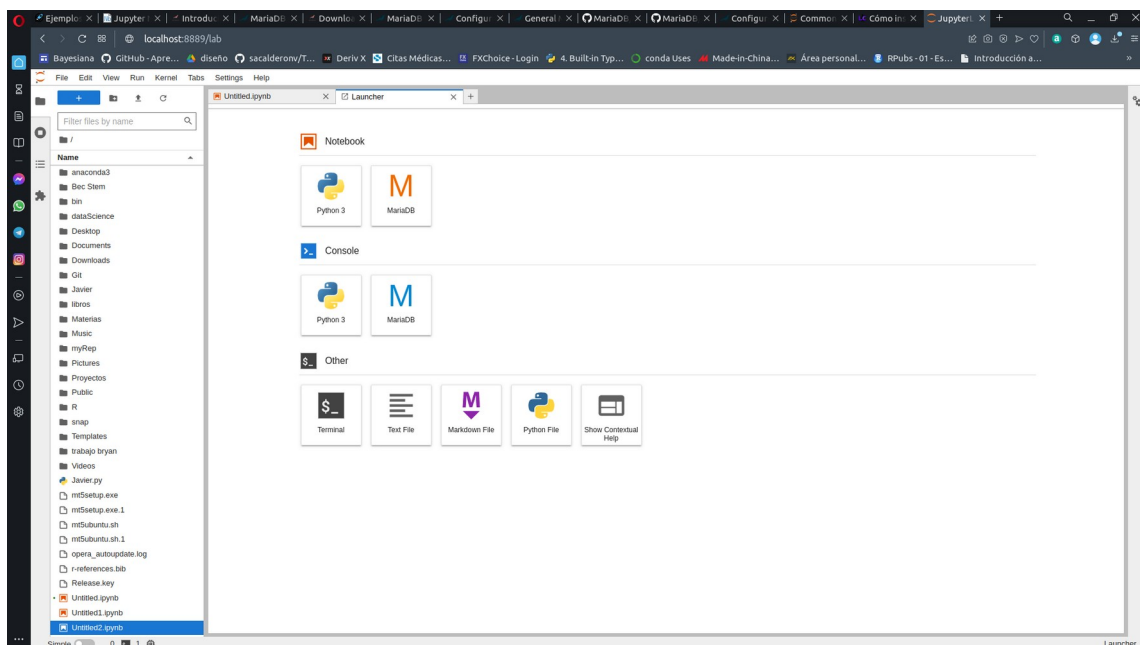 Ejemplo
Jupyter
Introduc
MariaDB
Downloa
MariaDB
Configur
General
MariaDB
MariaDB
Configur
Common
Cómo ins
JupyterL
localhost:8889/lab
Bayesiana
GitHub - Apre...
diseño
sacalderonv/T...
Deriv X
Citas Médicas...
FXChoice - Login
4. Built-in Typ...
conda Uses
Made-in-China...
Área personal...
RPubs - 01 - Es...
Introducción a...
File Edit View Run Kernel Tabs Settings Help
Untitled.ipynb
Launcher
Filter files by name
/
Name
anaconda3
Bec Stem
bin
dataScience
Desktop
Documents
Downloads
Git
Javier
libros
Materias
Music
myRep
Pictures
Proyectos
Public
R
snap
Templates
trabajo bryan
Videos
Javier.py
mt5setup.exe
mt5setup.exe.1
mt5ubuntu.sh
mt5ubuntu.sh.1
opera_autoupdate.log
r-references.bib
Release.key
Untitled.ipynb
Untitled1.ipynb
Untitled2.ipynb
Notebook
Python 3
M
MariaDB
Console
Python 3
M
MariaDB
$_ Other
$_
Terminal
Text File
M
Markdown File
Python File
Show Contextual
Help
Simple 0 1
Launcher